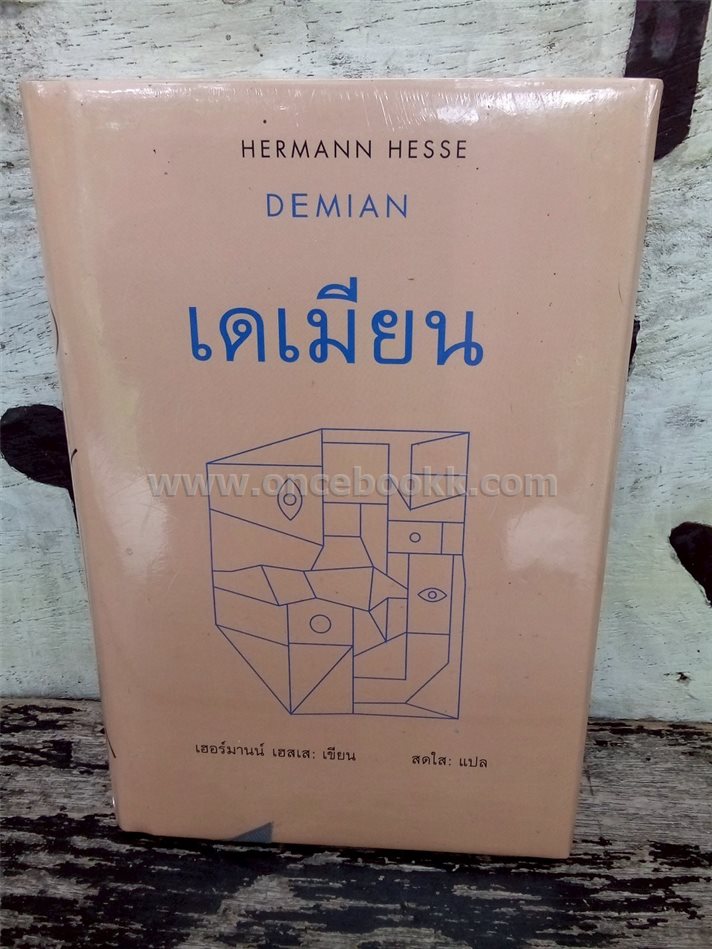 HERMANN HESSE
DEMIAN
เดเมียน
www.oncebookk.com
เฮอร์มานน์ เฮสเส: เขียน สดใส: แปล